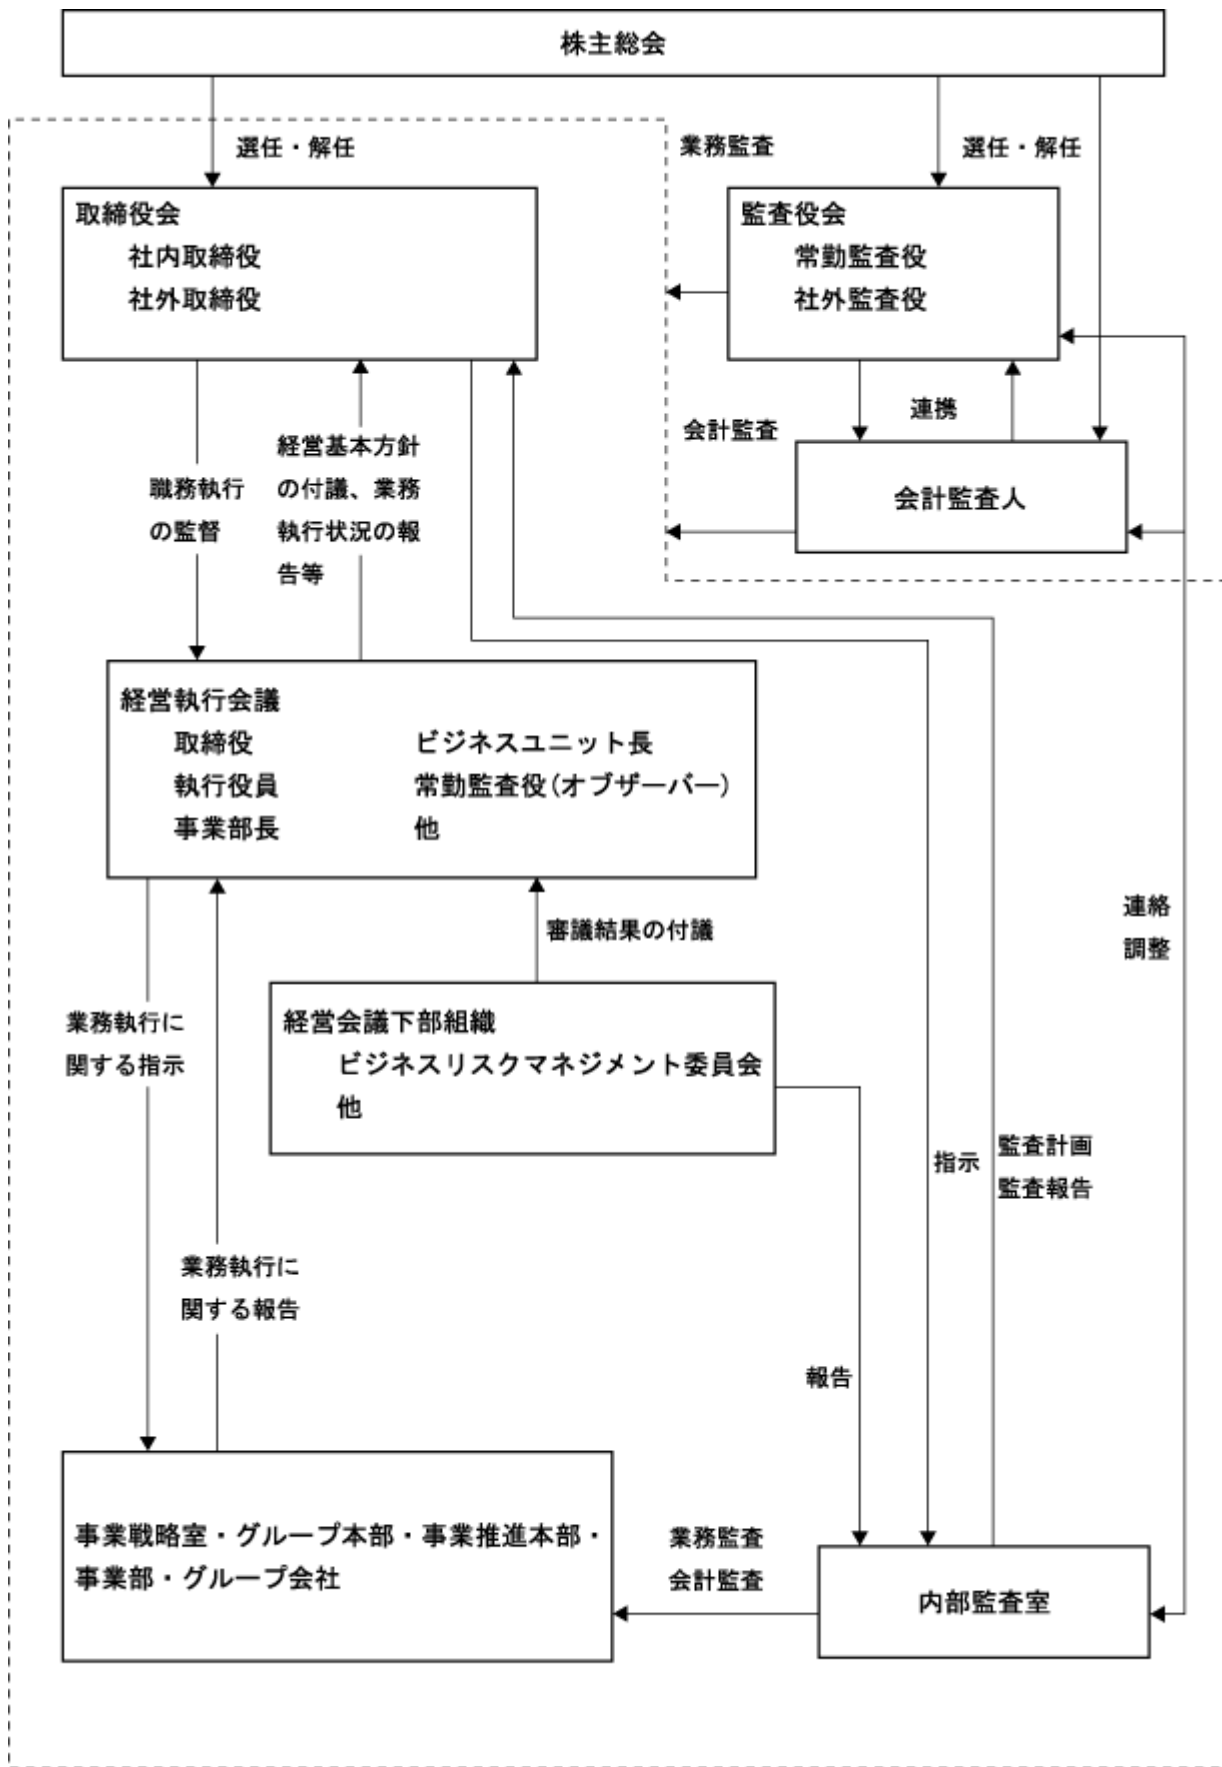 株主総会
選任・解任
業務監査
選任・解任
取締役会
社内取締役
社外取締役
監査役会
常勤監査役
社外監査役
連携
会計監査
会計監査人
経営基本方針
の付議、業務
執行状況の報
告等
職務執行
の監督
経営執行会議
取締役
ビジネスユニット長
執行役員
常勤監査役(オブザーバー)
事業部長
他
審議結果の付議
連絡
調整
業務執行に
関する指示
経営会議下部組織
ビジネスリスクマネジメント委員会
他
指示
監査計画
監査報告
業務執行に
関する報告
報告
事業戦略室・グループ本部・事業推進本部・
事業部・グループ会社
業務監査
会計監査
内部監査室